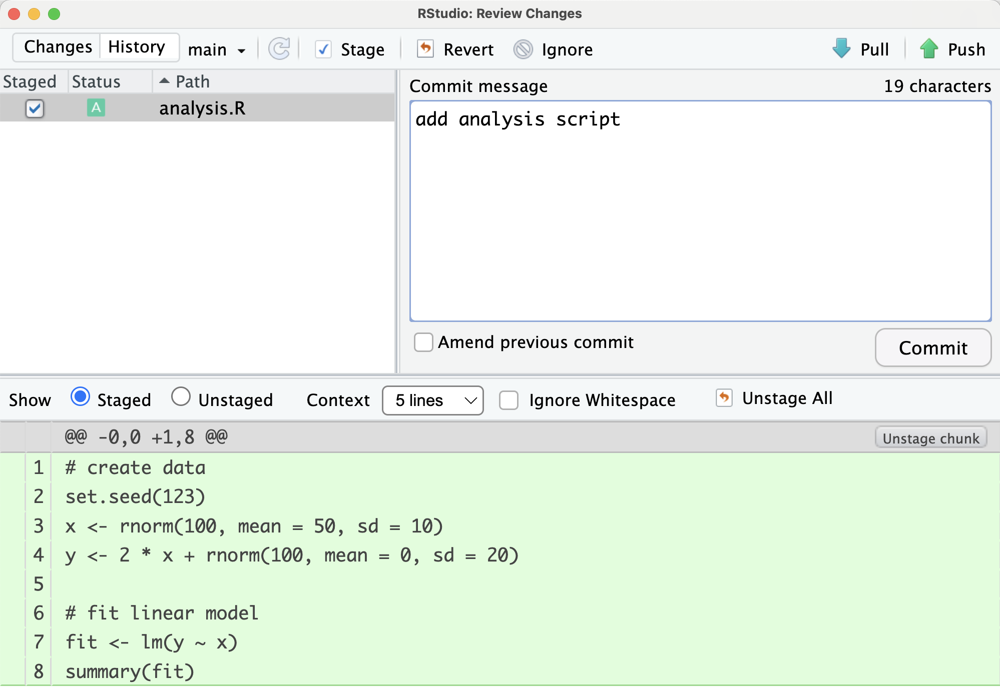 RStudio: Review Changes
Changes History main Stage Revert Ignore Pull Push
Staged Status Path
A analysis.R
Commit message 19 characters
add analysis script
Amend previous commit Commit
Show Staged Unstaged Context 5 lines Ignore Whitespace Unstage All
@@ -0,0 +1,8 @@ Unstage chunk
1 # create data
2 set.seed(123)
3 x <- rnorm(100, mean = 50, sd = 10)
4 y <- 2 * x + rnorm(100, mean = 0, sd = 20)
5
6 # fit linear model
7 fit <- lm(y ~ x)
8 summary(fit)